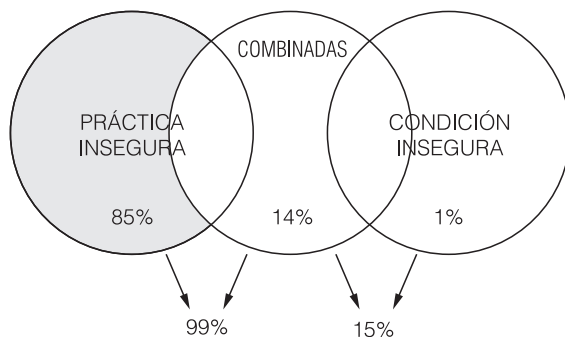 COMBINADAS
PRÁCTICA
INSEGURA
CONDICIÓN
INSEGURA
85%
14%
1%
99%
15%